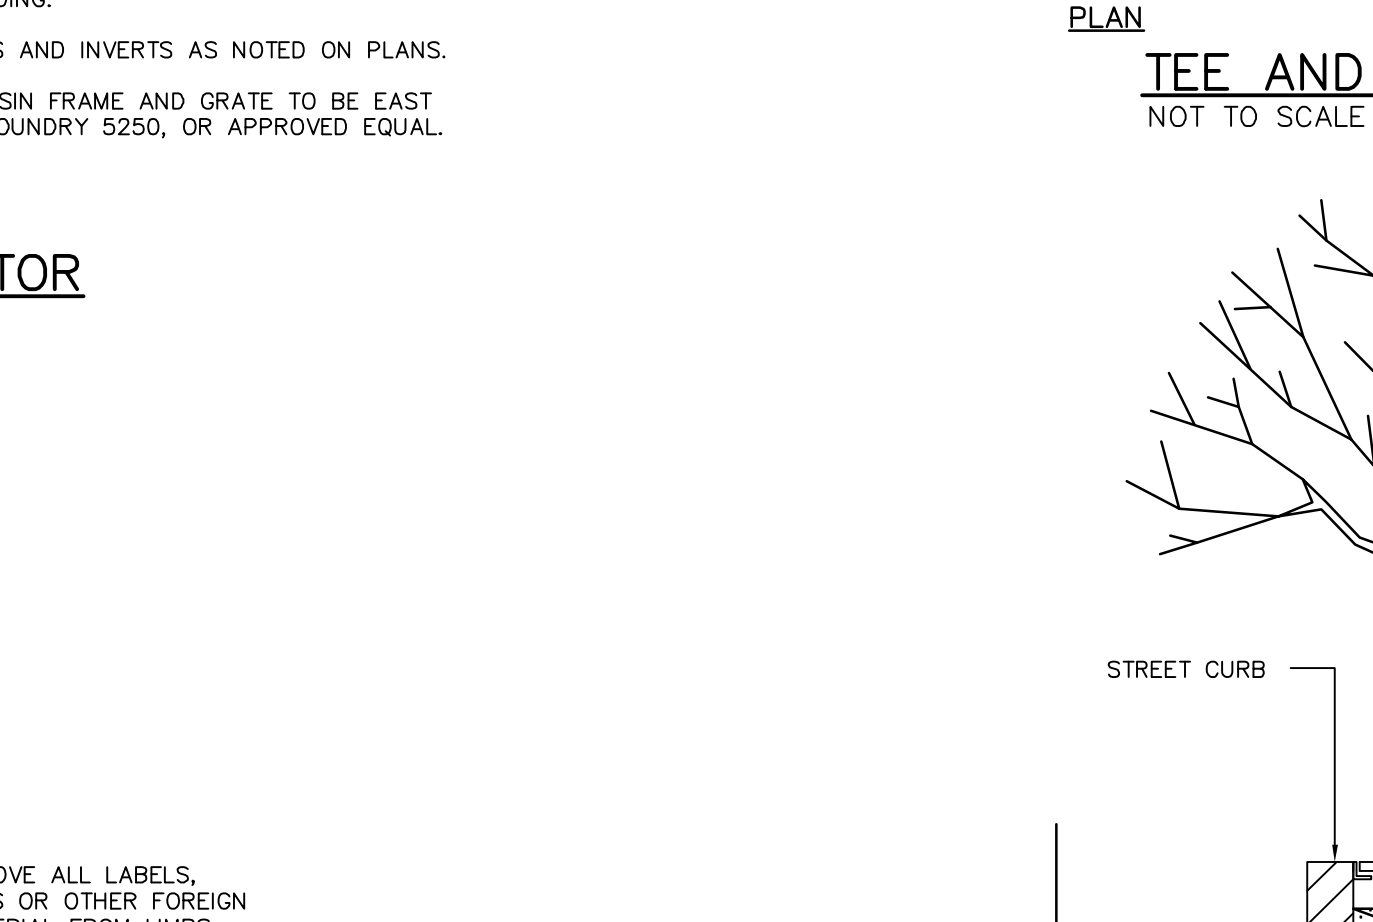 S AND INVERTS AS NOTED ON PLANS.
SIN FRAME AND GRATE TO BE EAST
OUNDRY 5250, OR APPROVED EQUAL.
TOR
PLAN
TEE AND
NOT TO SCALE
STREET CURB
OVE ALL LABELS,
S OR OTHER FOREIGN